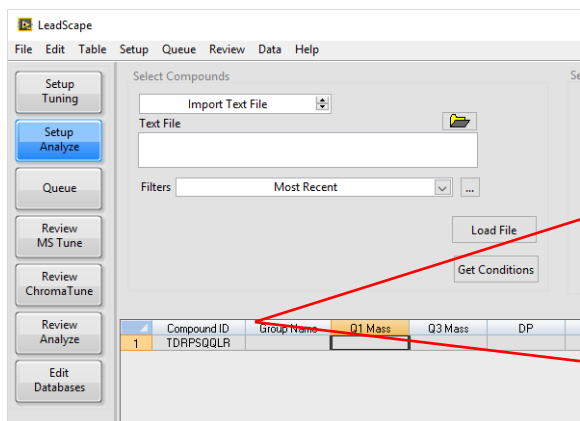 LeadScape
File Edit Table Setup Queue Review Data Help
Setup
Tuning
Setup
Analyze
Queue
Review
MS Tune
Review
ChromaTune
Review
Analyze
Edit
Databases
Select Compounds
Se
Import Text File
Text File
Filters Most Recent ...
Load File
Get Conditions
Compound ID Group Name Q1 Mass Q3 Mass DP
1 TDRPSQQLR